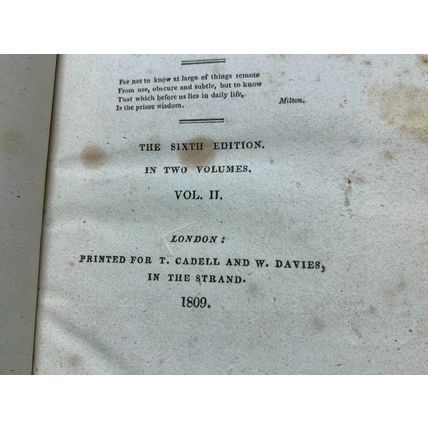 For not to know at large of things remote
From use, obscure and subtle, but to know
That which before us lies in daily life,
Is the prime wisdom. Milton.
THE SIXTH EDITION.
IN TWO VOLUMES.
VOL. II.
LONDON:
PRINTED FOR T. CADELL AND W. DAVIES,
IN THE STRAND.
1809.